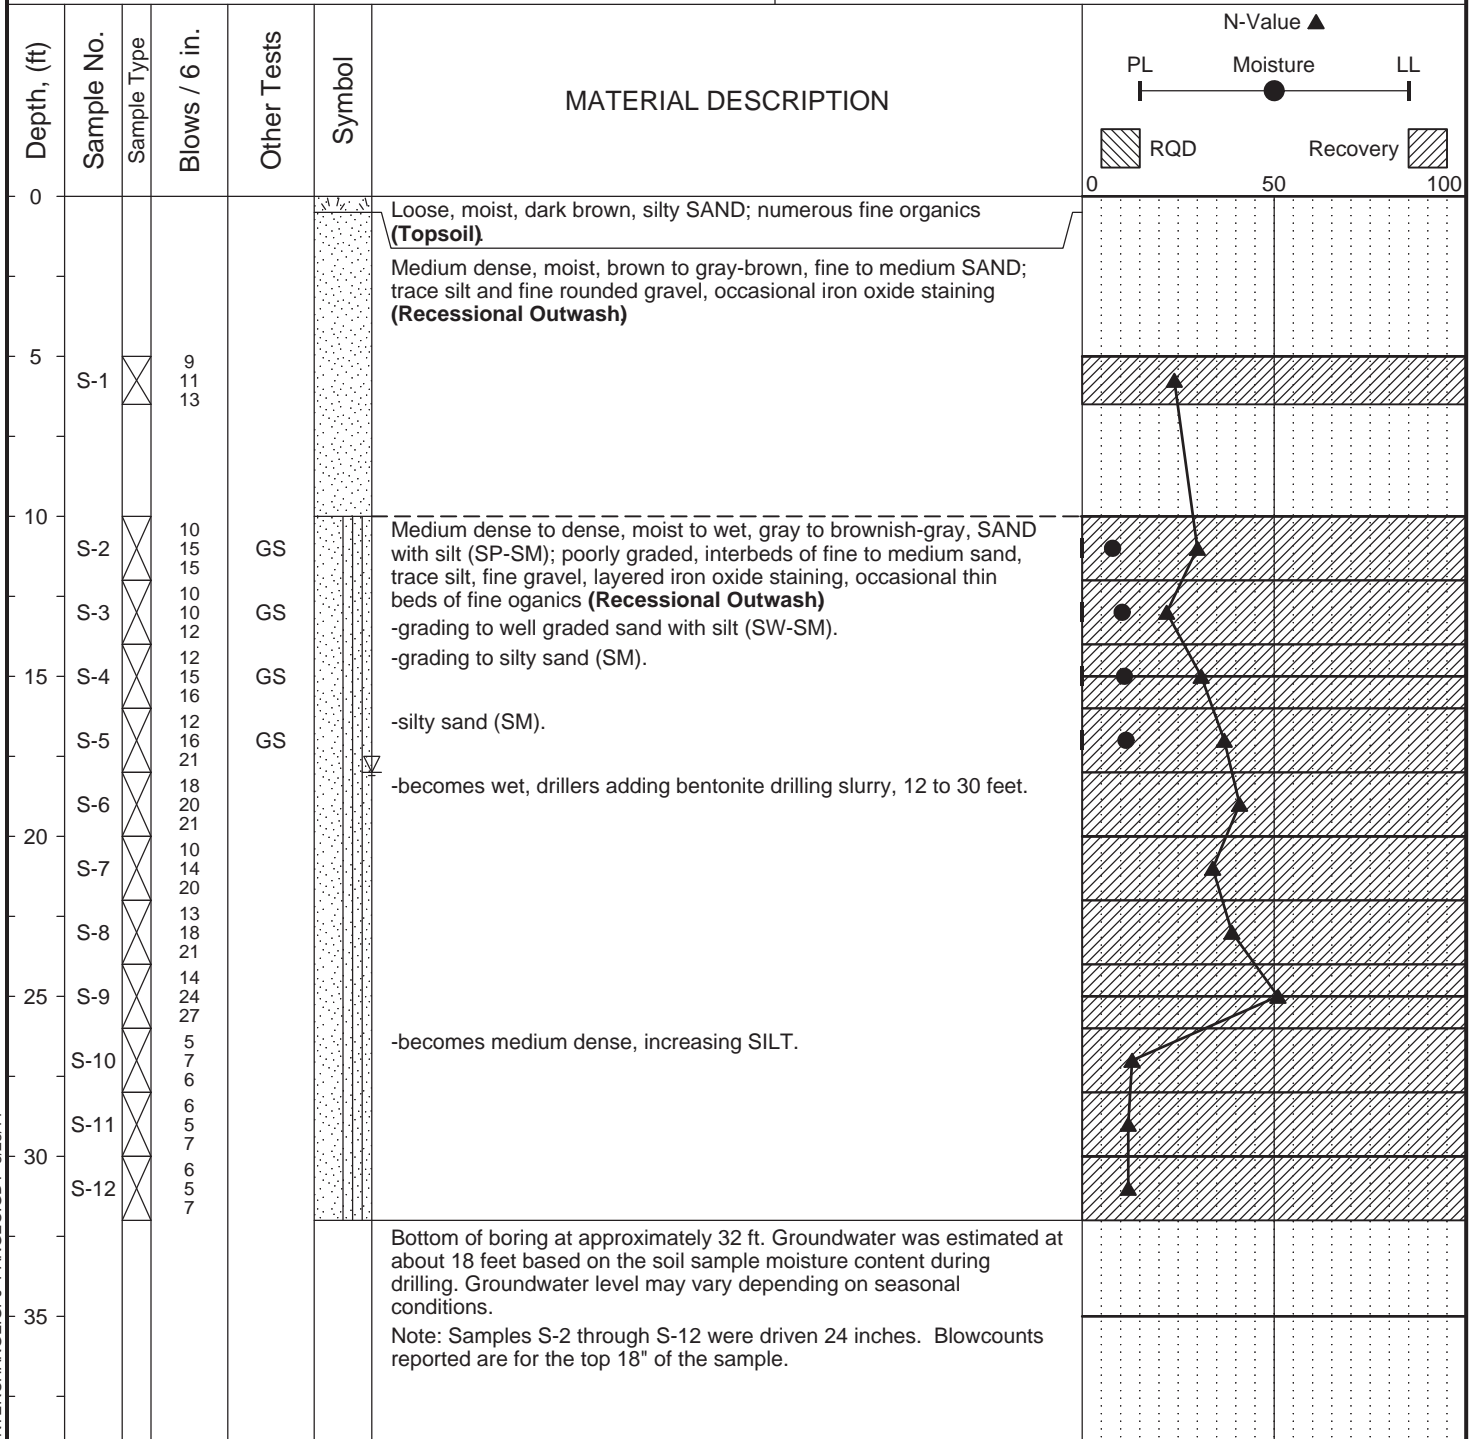 Depth, (ft)
Sample No.
Sample Type
Blows / 6 in.
Other Tests
Symbol
MATERIAL DESCRIPTION
N-Value ▲
PL Moisture LL
RQD Recovery
0 50 100
0
Loose, moist, dark brown, silty SAND; numerous fine organics
(Topsoil).
Medium dense, moist, brown to gray-brown, fine to medium SAND;
trace silt and fine rounded gravel, occasional iron oxide staining
(Recessional Outwash)
5
S-1
9
11
13
10
S-2
10
15
15
GS
Medium dense to dense, moist to wet, gray to brownish-gray, SAND
with silt (SP-SM); poorly graded, interbeds of fine to medium sand,
trace silt, fine gravel, layered iron oxide staining, occasional thin
beds of fine oganics (Recessional Outwash)
S-3
10
10
12
GS
-grading to well graded sand with silt (SW-SM).
-grading to silty sand (SM).
15
S-4
12
15
16
GS
-silty sand (SM).
S-5
12
16
21
GS
-becomes wet, drillers adding bentonite drilling slurry, 12 to 30 feet.
S-6
18
20
21
20
S-7
10
14
20
S-8
13
18
21
25
S-9
14
24
27
-becomes medium dense, increasing SILT.
S-10
5
7
6
S-11
6
5
7
30
S-12
6
5
7
Bottom of boring at approximately 32 ft. Groundwater was estimated at
about 18 feet based on the soil sample moisture content during
drilling. Groundwater level may vary depending on seasonal
conditions.
35
Note: Samples S-2 through S-12 were driven 24 inches. Blowcounts
reported are for the top 18" of the sample.